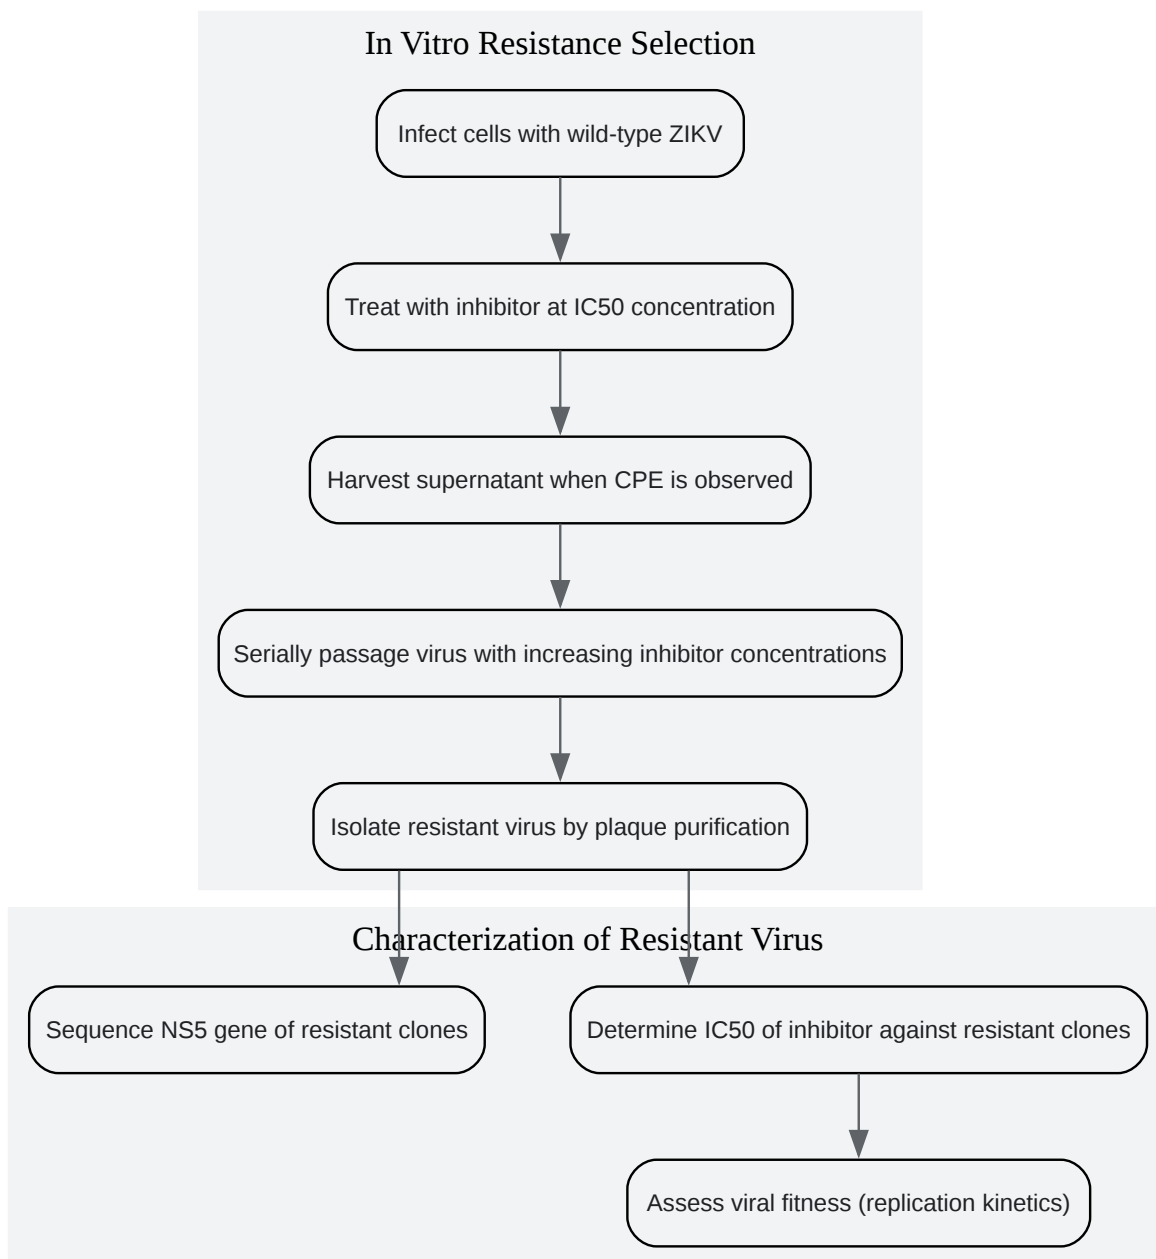 In Vitro Resistance Selection
Infect cells with wild-type ZIKV
Treat with inhibitor at IC50 concentration
Harvest supernatant when CPE is observed
Serially passage virus with increasing inhibitor concentrations
Isolate resistant virus by plaque purification
Characterization of Resistant Virus
Sequence NS5 gene of resistant clones
Determine IC50 of inhibitor against resistant clones
Assess viral fitness (replication kinetics)